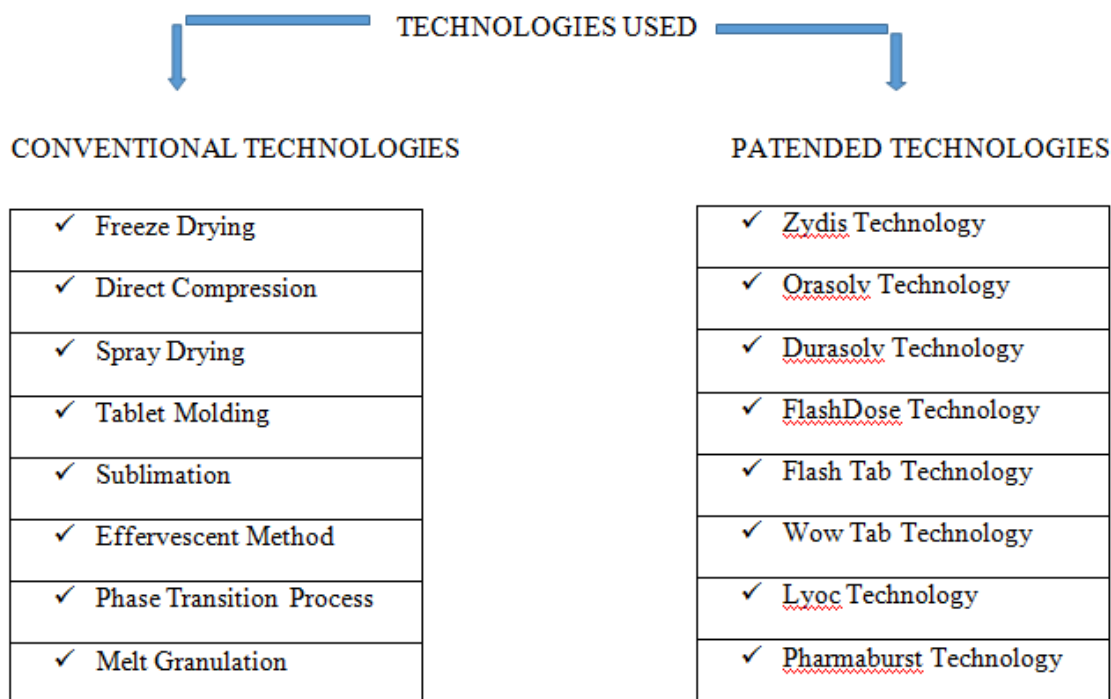 TECHNOLOGIES USED
CONVENTIONAL TECHNOLOGIES
✓ Freeze Drying
✓ Direct Compression
✓ Spray Drying
✓ Tablet Molding
✓ Sublimation
✓ Effervescent Method
✓ Phase Transition Process
✓ Melt Granulation
PATENDED TECHNOLOGIES
✓ Zydis Technology
✓ Orasolv Technology
✓ Durasolv Technology
✓ FlashDose Technology
✓ Flash Tab Technology
✓ Wow Tab Technology
✓ Lyoc Technology
✓ Pharmaburst Technology